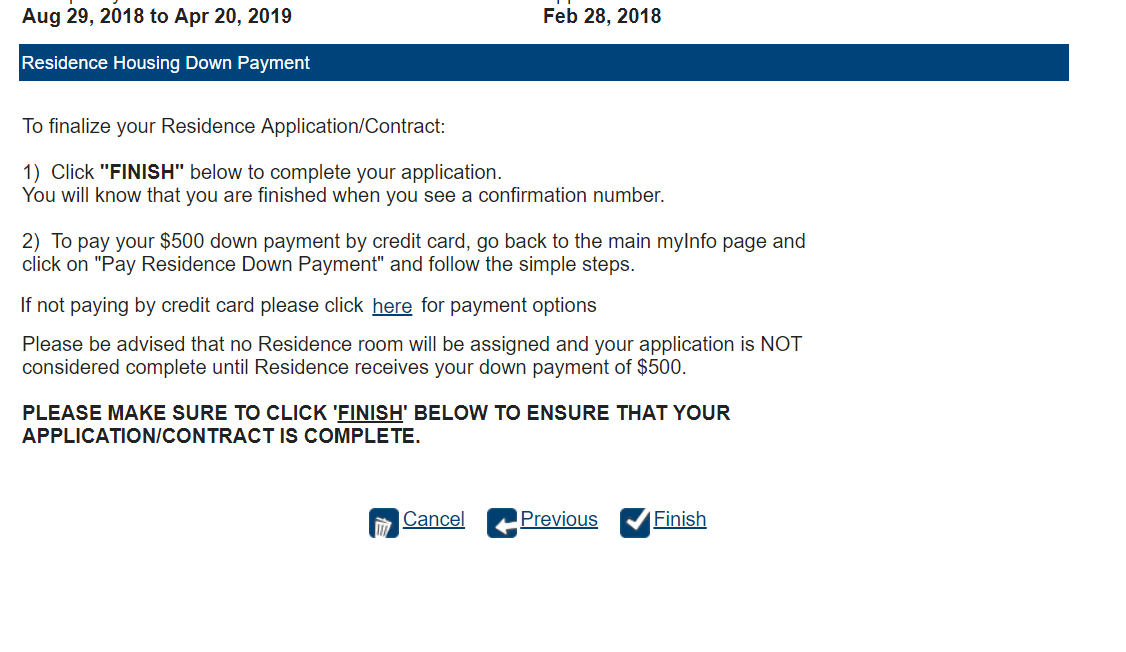 Aug 29, 2018 to Apr 20, 2019 Feb 28, 2018
Residence Housing Down Payment
To finalize your Residence Application/Contract:
1) Click "FINISH" below to complete your application.
You will know that you are finished when you see a confirmation number.
2) To pay your $500 down payment by credit card, go back to the main myInfo page and
click on "Pay Residence Down Payment" and follow the simple steps.
If not paying by credit card please click here for payment options
Please be advised that no Residence room will be assigned and your application is NOT
considered complete until Residence receives your down payment of $500.
PLEASE MAKE SURE TO CLICK 'FINISH' BELOW TO ENSURE THAT YOUR
APPLICATION/CONTRACT IS COMPLETE.
Cancel Previous Finish